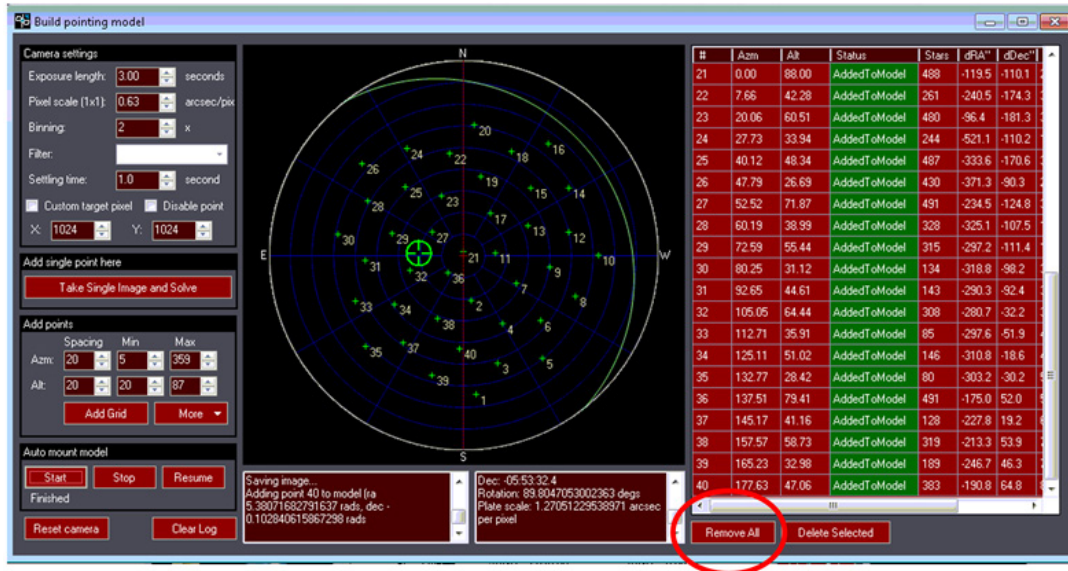 Build pointing model
Camera settings
Exposure length: 3.00 seconds
Pixel scale (1x1): 0.63 arcsec/pix
Binning: 2 x
Filter:
Settling time: 1.0 second
Custom target pixel Disable point
X: 1024 Y: 1024
Add single point here
Take Single Image and Solve
Add points
Spacing Min Max
Azm: 20 5 359
Alt: 20 20 87
Add Grid More
Auto mount model
Start Stop Resume
Finished
Reset camera Clear Log
N
20
24 22 18 16
26
25 19 15 14
28 23
17
30 29 27 13 12
E 21 11 10 W
31 32 36 9
7
33 34 2 8
38 4 6
35 37 40
3 5
39
1
S
Saving image...
Adding point 40 to model (ra
5.38071682791637 rads, dec -
0.102840615867298 rads
Dec: -05:53:32.4
Rotation: 89.8047053002363 degs
Plate scale: 1.27051229538971 arcsec
per pixel
# Azm Alt Status Stars dRA" dDec"
21 0.00 88.00 AddedToModel 488 -119.5 -110.1
22 7.66 42.28 AddedToModel 261 -240.5 -174.3
23 20.06 60.51 AddedToModel 480 -96.4 -181.3
24 27.73 33.94 AddedToModel 244 -521.1 -110.2
25 40.12 48.34 AddedToModel 487 -333.6 -170.6
26 47.79 26.69 AddedToModel 430 -371.3 -90.3
27 52.52 71.87 AddedToModel 491 -234.5 -124.8
28 60.19 38.99 AddedToModel 328 -325.1 -107.5
29 72.59 55.44 AddedToModel 315 -297.2 -111.4
30 80.25 31.12 AddedToModel 134 -318.8 -98.2
31 92.65 44.61 AddedToModel 143 -290.3 -92.4
32 105.05 64.44 AddedToModel 308 -280.7 -32.2
33 112.71 35.91 AddedToModel 85 -297.6 -51.9
34 125.11 51.02 AddedToModel 146 -310.8 -18.6
35 132.77 28.42 AddedToModel 80 -303.2 -30.2
36 137.51 79.41 AddedToModel 491 -175.0 52.0
37 145.17 41.16 AddedToModel 128 -227.8 19.2
38 157.57 58.73 AddedToModel 319 -213.3 53.9
39 165.23 32.98 AddedToModel 189 -246.7 46.3
40 177.63 47.06 AddedToModel 383 -190.8 64.8
Remove All Delete Selected